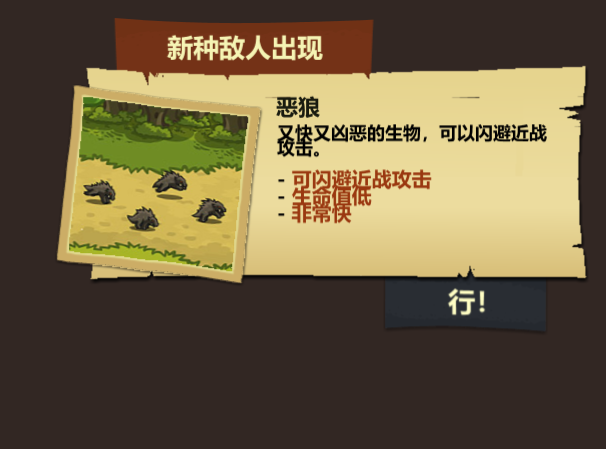 新种敌人出现
恶狼
又快又凶恶的生物，可以闪避近战
攻击。
- 可闪避近战攻击
- 生命值低
- 非常快
行！